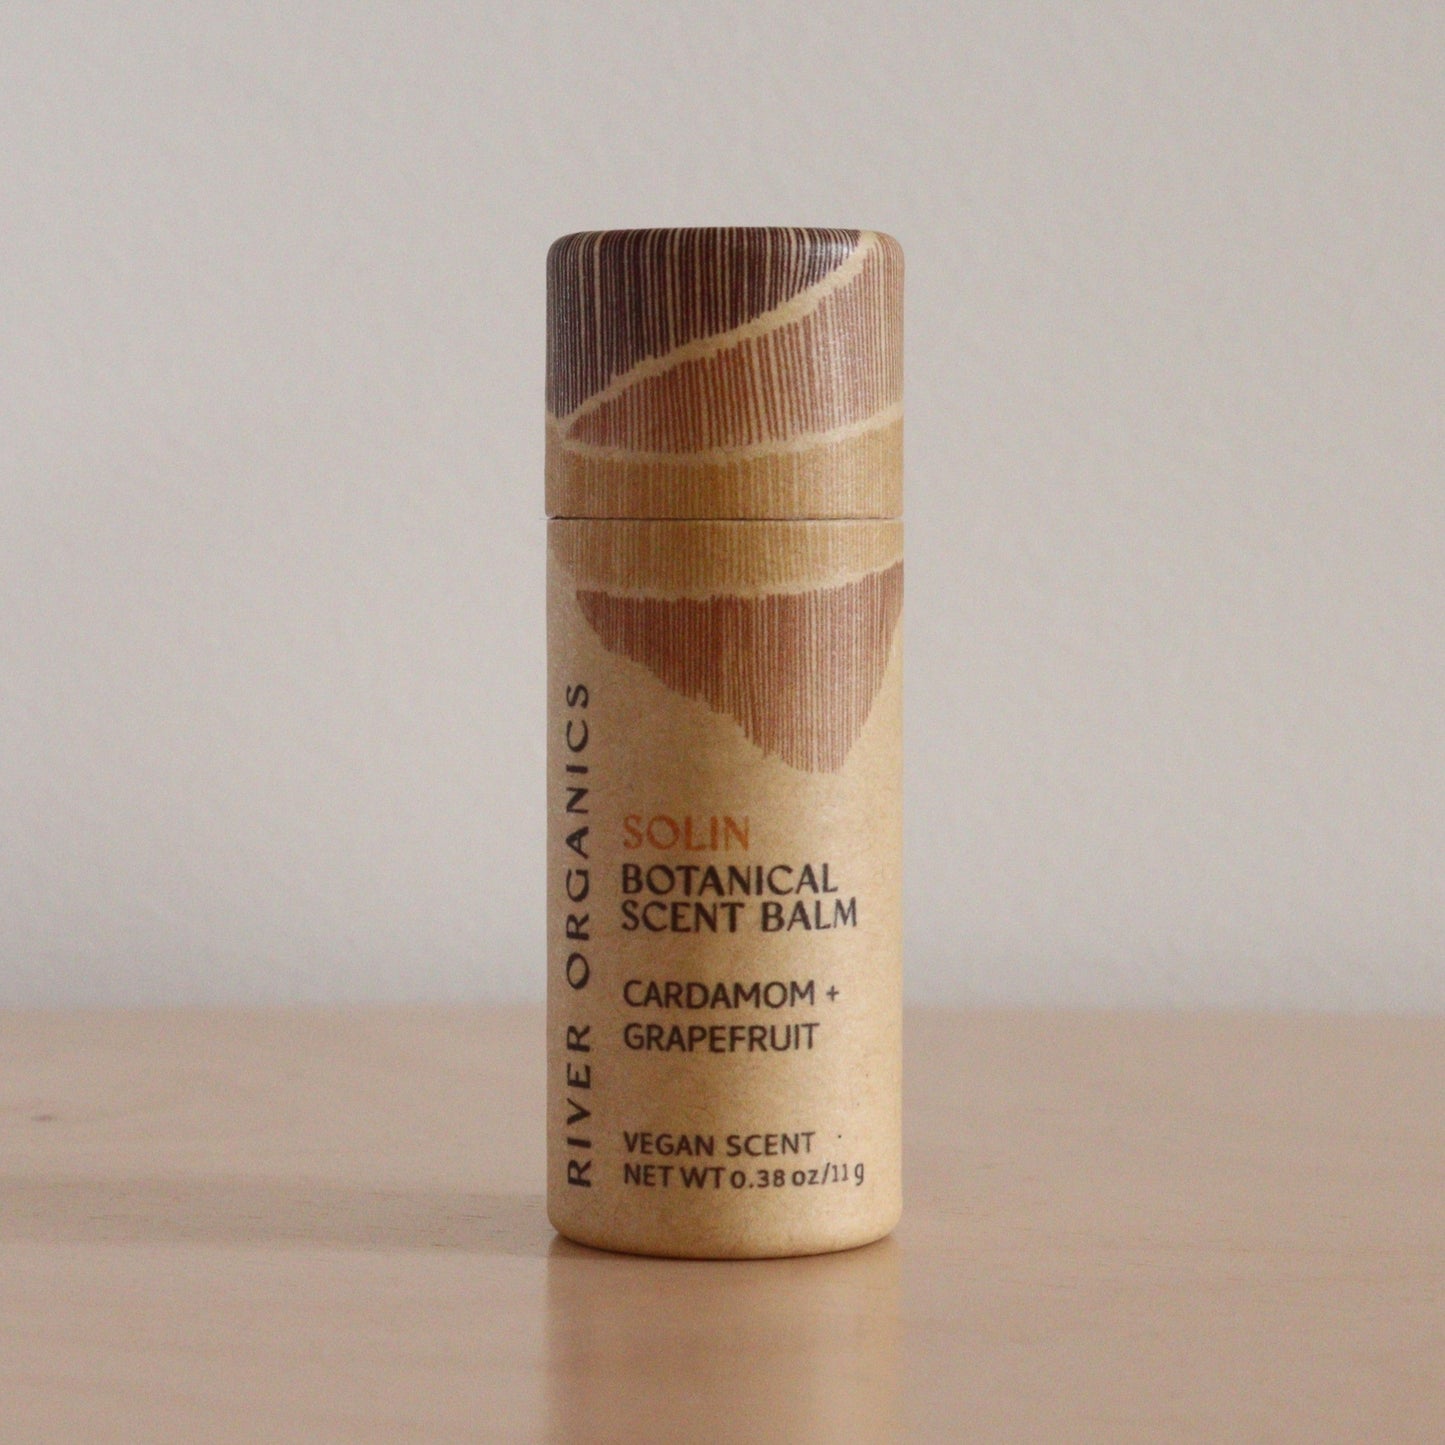 RIVER ORGANICS
SOLIN
BOTANICAL
SCENT BALM
CARDAMOM +
GRAPEFRUIT
VEGAN SCENT
NET WT 0.38 oz/11 g